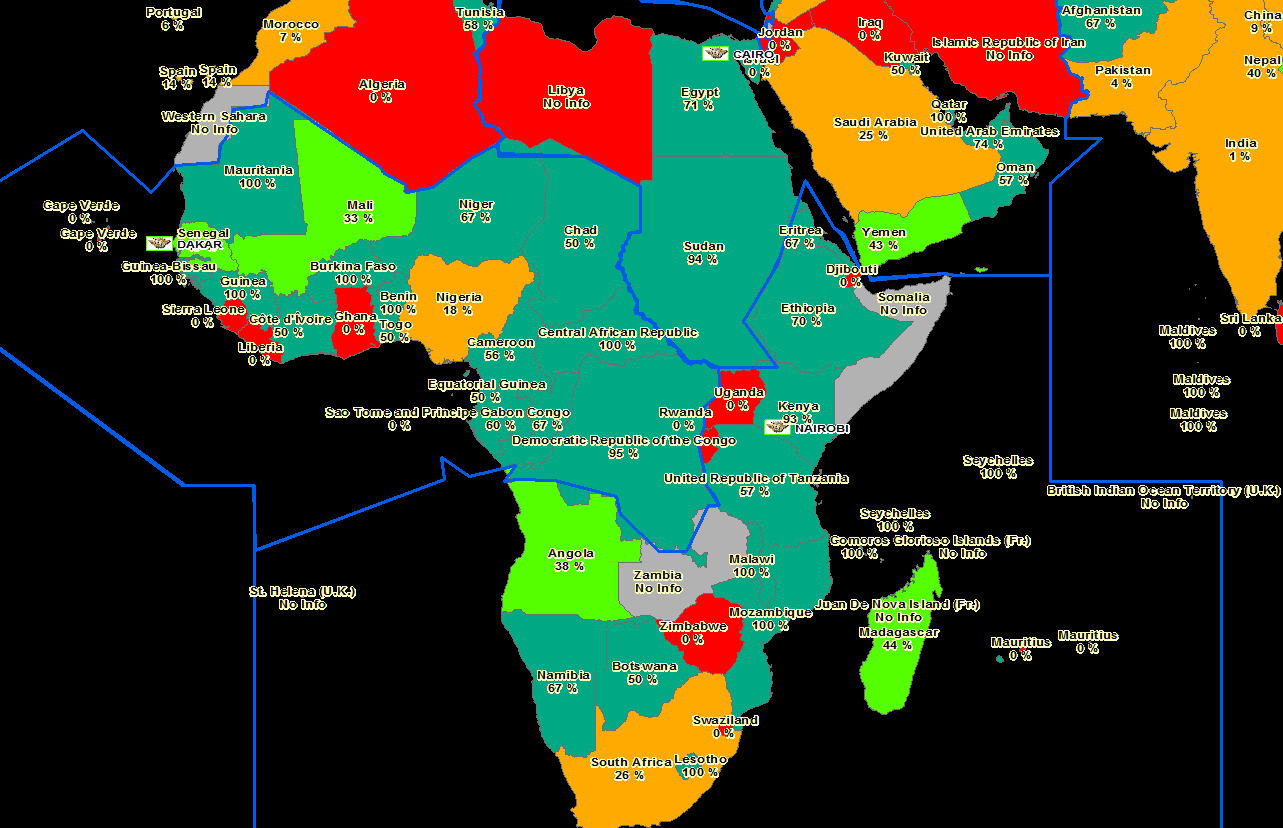 Portugal
6 %
Morocco
7 %
Tunisia
58 %
Jordan
0 %
Iraq
0 %
Afghanistan
67 %
China
9 %
CAIRO
Israel
0 %
Kuwait
50 %
Islamic Republic of Iran
No Info
Nepal
40 %
Spain
14 %
Spain
14 %
Algeria
0 %
Libya
No Info
Egypt
71 %
Pakistan
4 %
Western Sahara
No Info
Saudi Arabia
25 %
Qatar
100 %
United Arab Emirates
74 %
India
1 %
Mauritania
100 %
Oman
57 %
Cape Verde
0 %
Cape Verde
0 %
Mali
33 %
Niger
67 %
Chad
50 %
Sudan
94 %
Eritrea
67 %
Yemen
43 %
Senegal
DAKAR
Guinea-Bissau
100 %
Guinea
100 %
Burkina Faso
100 %
Djibouti
0 %
Sierra Leone
0 %
Côte d'Ivoire
50 %
Ghana
0 %
Benin
100 %
Togo
50 %
Nigeria
18 %
Ethiopia
70 %
Somalia
No Info
Liberia
0 %
Cameroon
56 %
Central African Republic
100 %
Maldives
100 %
Sri Lanka
0 %
Equatorial Guinea
50 %
Maldives
100 %
Sao Tome and Principe
0 %
Gabon
60 %
Congo
67 %
Rwanda
0 %
Uganda
0 %
Kenya
93 %
NAIROBI
Maldives
100 %
Democratic Republic of the Congo
95 %
Seychelles
100 %
United Republic of Tanzania
57 %
British Indian Ocean Territory (U.K.)
No Info
Seychelles
100 %
Comoros
100 %
Glorioso Islands (Fr.)
No Info
Angola
38 %
Zambia
No Info
Malawi
100 %
St. Helena (U.K.)
No Info
Mozambique
100 %
Juan De Nova Island (Fr.)
No Info
Zimbabwe
0 %
Madagascar
44 %
Mauritius
0 %
Mauritius
0 %
Namibia
67 %
Botswana
50 %
Swaziland
0 %
South Africa
26 %
Lesotho
100 %